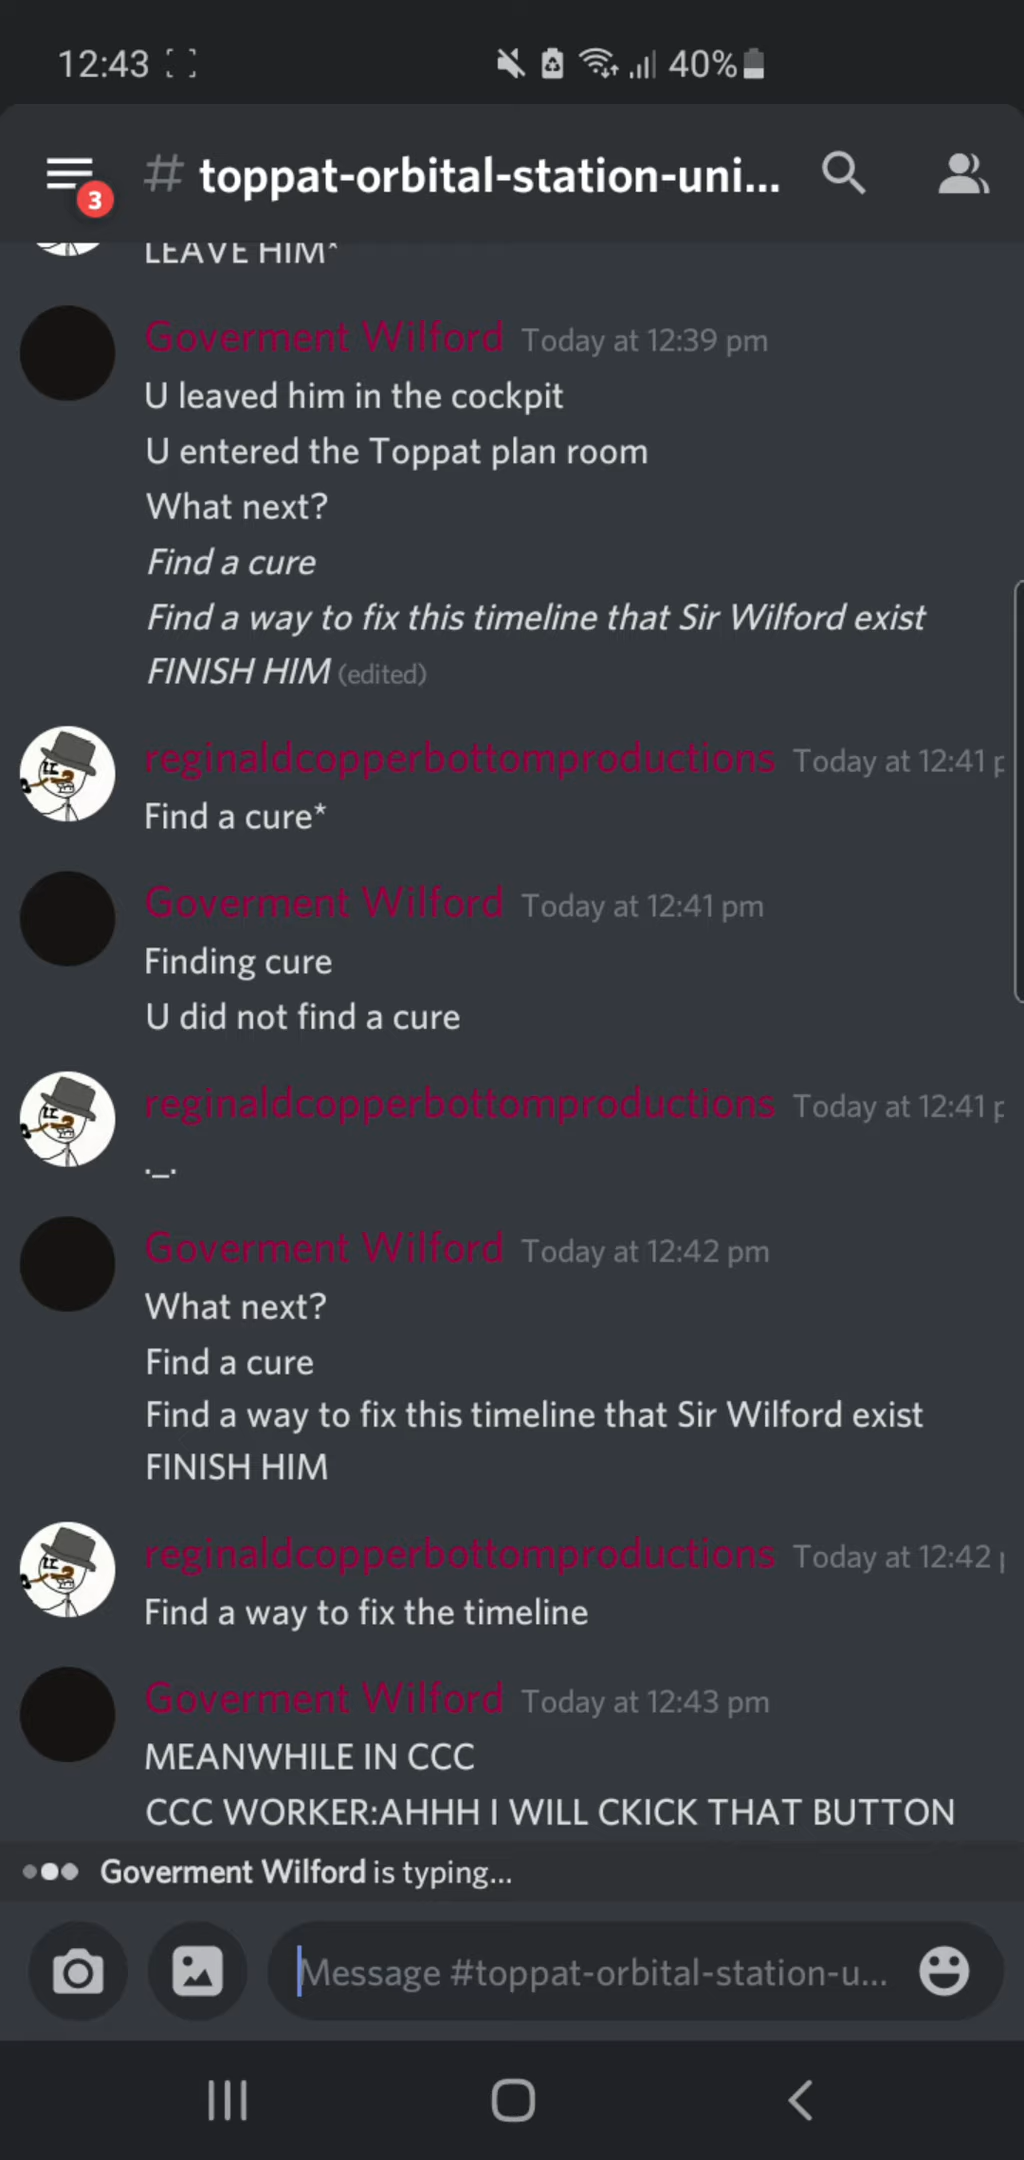 12:43 40%
3
# toppat-orbital-station-uni...
LEAVE HIM*
Goverment Wilford Today at 12:39 pm
U leaved him in the cockpit
U entered the Toppat plan room
What next?
Find a cure
Find a way to fix this timeline that Sir Wilford exist
FINISH HIM (edited)
reginaldcopperbottomproductions Today at 12:41 p
Find a cure*
Goverment Wilford Today at 12:41 pm
Finding cure
U did not find a cure
reginaldcopperbottomproductions Today at 12:41 p
._.
Goverment Wilford Today at 12:42 pm
What next?
Find a cure
Find a way to fix this timeline that Sir Wilford exist
FINISH HIM
reginaldcopperbottomproductions Today at 12:42 p
Find a way to fix the timeline
Goverment Wilford Today at 12:43 pm
MEANWHILE IN CCC
CCC WORKER:AHHH I WILL CKICK THAT BUTTON
Goverment Wilford is typing...
Message #toppat-orbital-station-u...